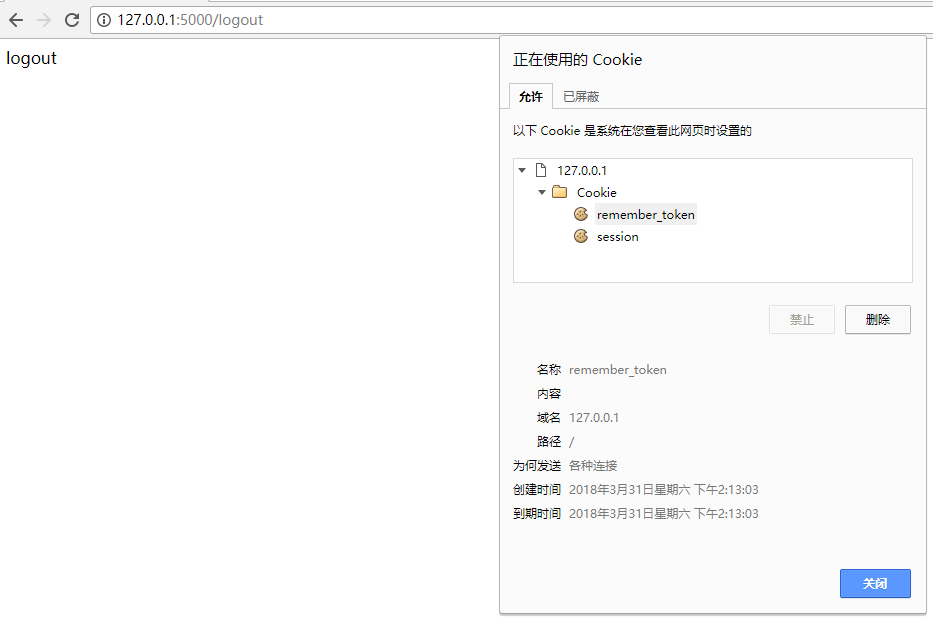 127.0.0.1:5000/logout
logout
正在使用的 Cookie
允许 已屏蔽
以下 Cookie 是系统在您查看此网页时设置的
127.0.0.1
Cookie
remember_token
session
禁止 删除
名称 remember_token
内容
域名 127.0.0.1
路径 /
为何发送 各种连接
创建时间 2018年3月31日星期六 下午2:13:03
到期时间 2018年3月31日星期六 下午2:13:03
关闭